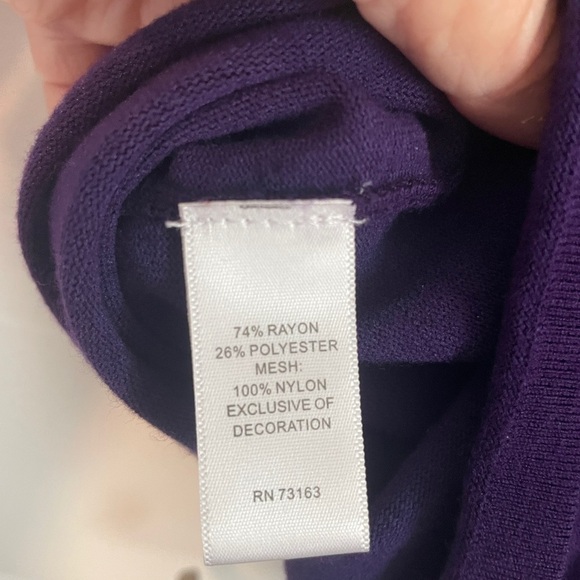 74% RAYON
26% POLYESTER
MESH:
100% NYLON
EXCLUSIVE OF
DECORATION
RN 73163